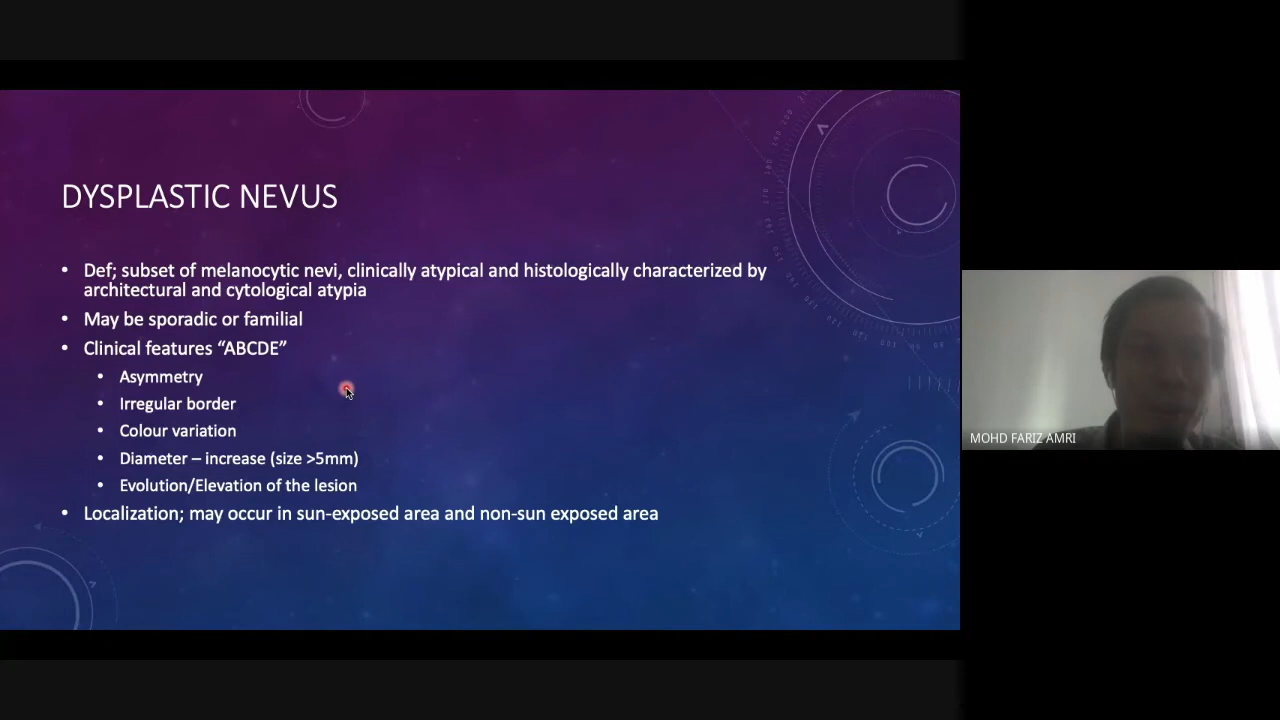 DYSPLASTIC NEVUS
• Def; subset of melanocytic nevi, clinically atypical and histologically characterized by
architectural and cytological atypia
• May be sporadic or familial
• Clinical features “ABCDE”
• Asymmetry
• Irregular border
• Colour variation
• Diameter – increase (size >5mm)
• Evolution/Elevation of the lesion
• Localization; may occur in sun-exposed area and non-sun exposed area
MOHD FARIZ AMRI